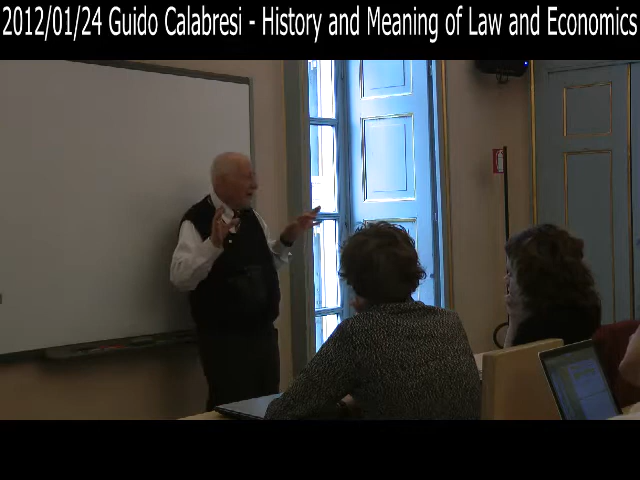 2012/01/24 Guido Calabresi - History and Meaning of Law and Economics